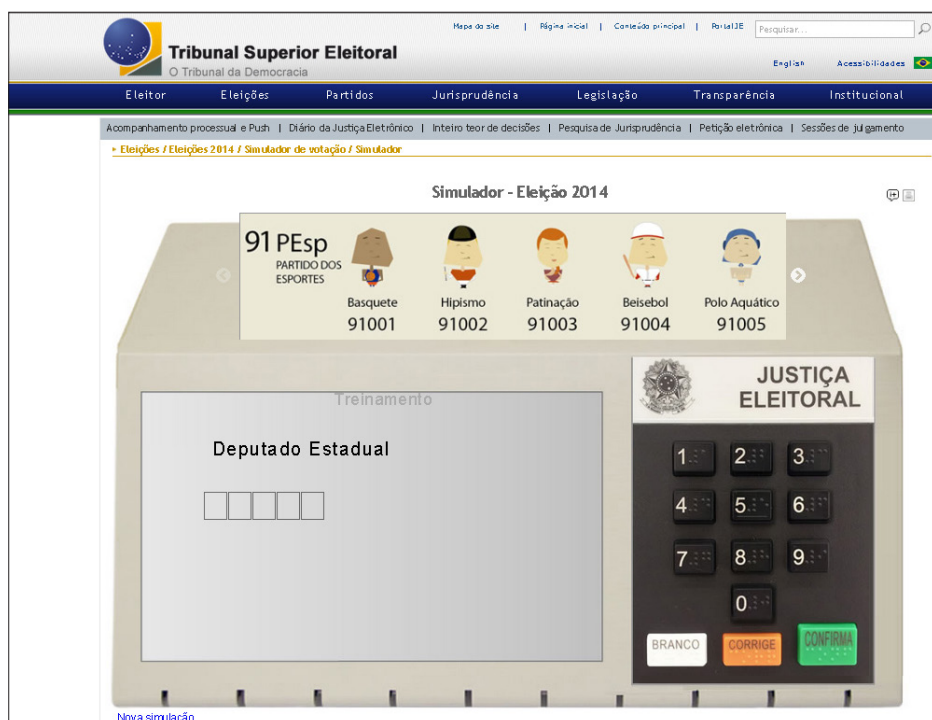 Mapa do site | Página inicial | Conteúdo principal | Portal JE
Pesquisar...
Tribunal Superior Eleitoral
O Tribunal da Democracia
English Acessibilidades
Eleitor Eleições Partidos Jurisprudência Legislação Transparência Institucional
Acompanhamento processual e Push | Diário da Justiça Eletrônico | Inteiro teor de decisões | Pesquisa de Jurisprudência | Petição eletrônica | Sessões de julgamento
Eleições / Eleições 2014 / Simulador de votação / Simulador
Simulador - Eleição 2014
91 PEsp
PARTIDO DOS
ESPORTES
Basquete Hipismo Patinação Beisebol Polo Aquático
91001 91002 91003 91004 91005
JUSTIÇA
ELEITORAL
Treinamento
Deputado Estadual
1 2 3
4 5 6
7 8 9
0
BRANCO CORRIGE CONFIRMA
Nova simulação